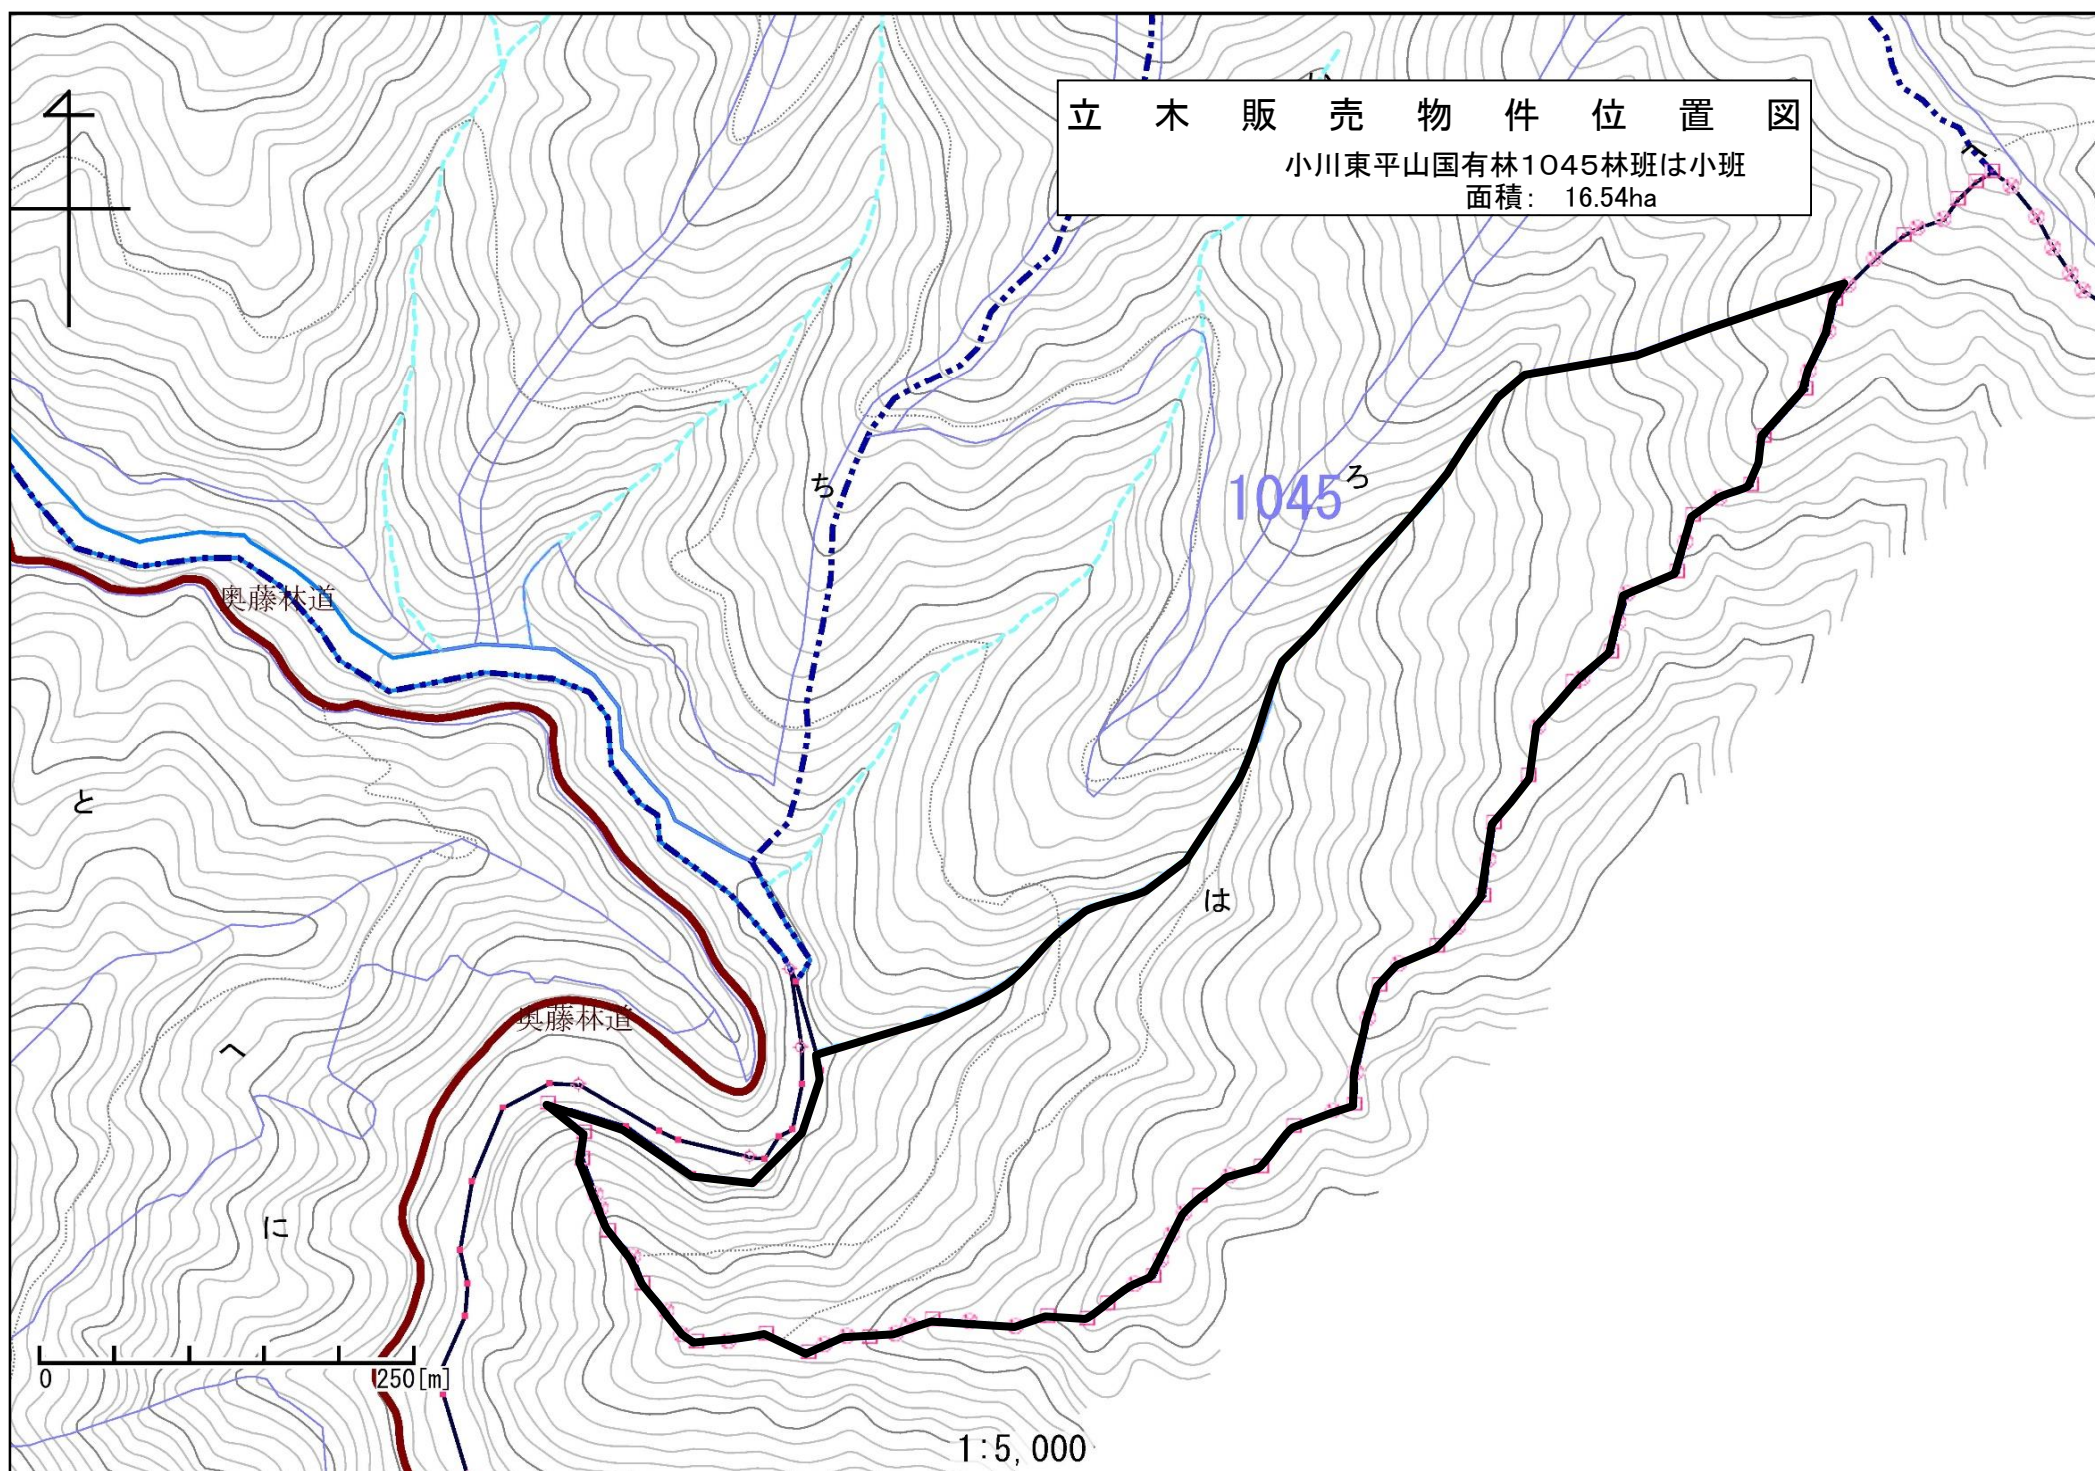 立木販売物件位置図
小川東平山国有林1045林班は小班
面積: 16.54ha
ち
1045
ろ
奥藤林道
と
は
奥藤林道
へ
に
0 250[m]
1:5,000